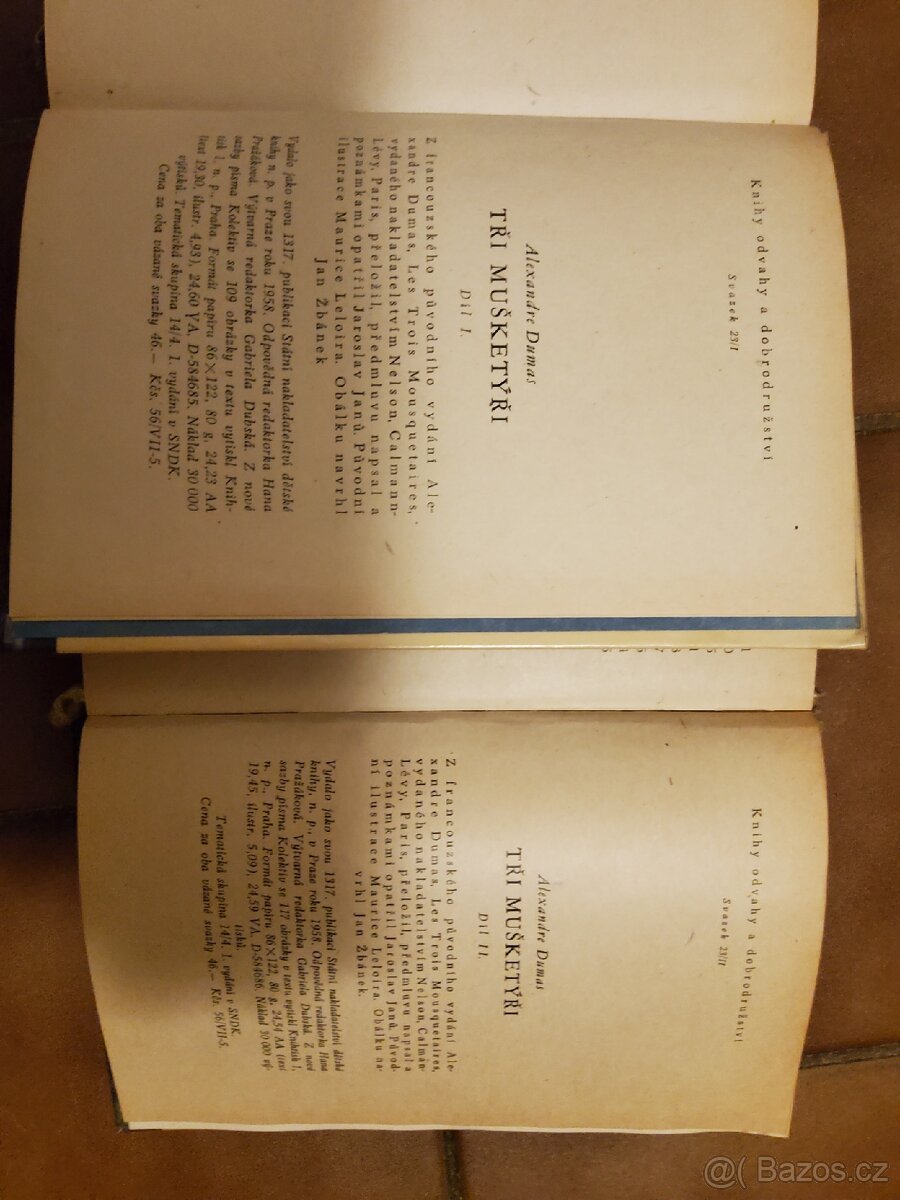 Knihy odvahy a dobrodružství
Svazek 23/I
Alexandre Dumas
TŘI MUŠKETÝŘI
Díl I.
Z francouzského původního vydání Ale-
xandre Dumas, Les Trois Mousquetaires,
vydaného nakladatelstvím Nelson, Calmann-
Lévy, Paris, přeložil, předmluvu napsal a
poznámkami opatřil Jaroslav Janů. Původní
ilustrace Maurice Leloira. Obálku navrhl
Jan Žbánek
Vydalo jako svou 1317. publikaci Státní nakladatelství dětské
knihy n. p. v Praze roku 1958. Odpovědná redaktorka Hana
Pražáková. Výtvarná redaktorka Gabriela Dubská. Z nové
sazby písma Kolektiv se 109 obrázky v textu vytiskl Knih-
tisk 1, n. p., Praha. Formát papíru 86×122, 80 g, 24,23 AA
(text 19,30, ilustr. 4,93), 24,60 VA. D-584685. Náklad 30 000
výtisků. Tematická skupina 14/4. 1. vydání v SNDK.
Cena za oba vázané svazky 46.— Kčs. 56/VII-5.
Knihy odvahy a dobrodružství
Svazek 23/II
Alexandre Dumas
TŘI MUŠKETÝŘI
Díl II.
Z francouzského původního vydání Ale-
xandre Dumas, Les Trois Mousquetaires,
vydaného nakladatelstvím Nelson, Calman-
Lévy, Paris, přeložil, předmluvu napsal a
poznámkami opatřil Jaroslav Janů. Původ-
ní ilustrace Maurice Leloira. Obálku na-
vrhl Jan Žbánek.
Vydalo jako svou 1317. publikaci Státní nakladatelství dětské
knihy, n. p., v Praze roku 1958. Odpovědná redaktorka Hana
Pražáková. Výtvarná redaktorka Gabriela Dubská. Z nové
sazby písma Kolektiv se 117 obrázky v textu vytiskl Knihtisk 1,
n. p., Praha. Formát papíru 86×122, 80 g, 24,54 AA (text
19,45, ilustr. 5,09), 24,59 VA. D-584686. Náklad 30 000 vý-
tisků.
Tematická skupina 14/4. 1. vydání v SNDK.
Cena za oba vázané svazky 46.— Kčs. 56/VII-5.
@( Bazos.cz